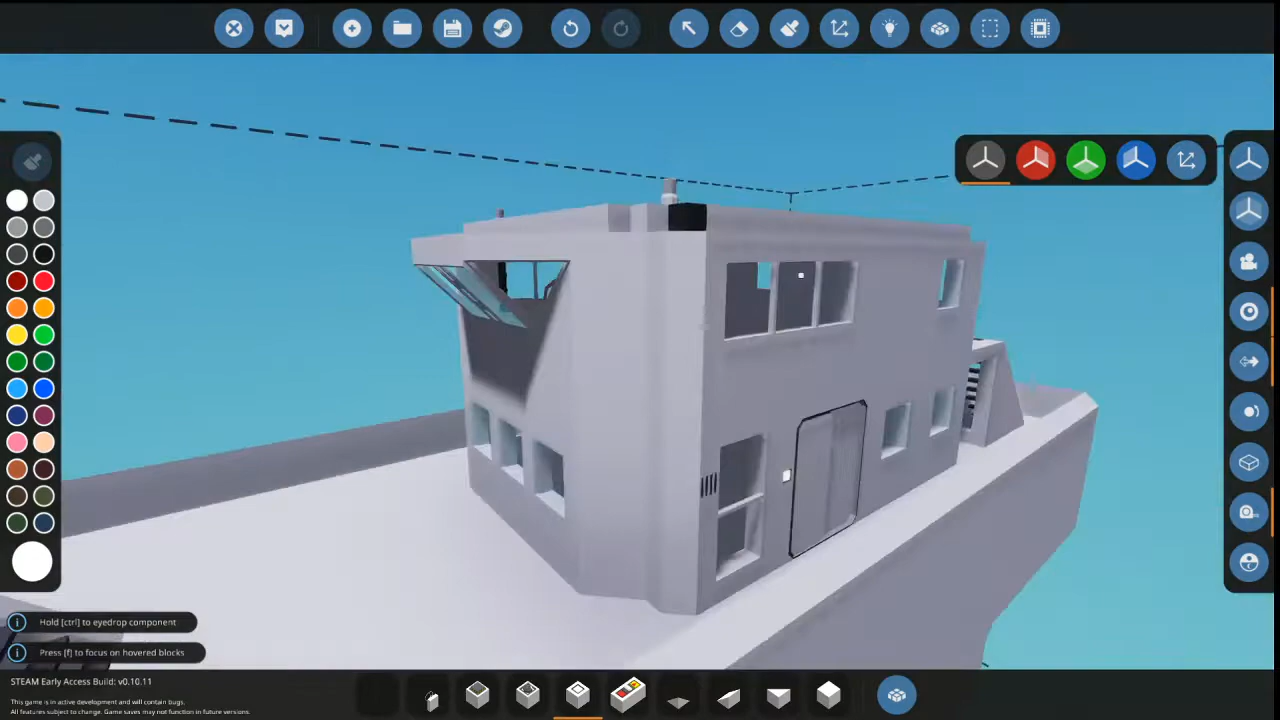 Hold [ctrl] to eyedrop component
Press [f] to focus on hovered blocks
STEAM Early Access Build: v0.10.11
This game is in active development and will contain bugs.
All features subject to change. Game saves may not function in future versions.